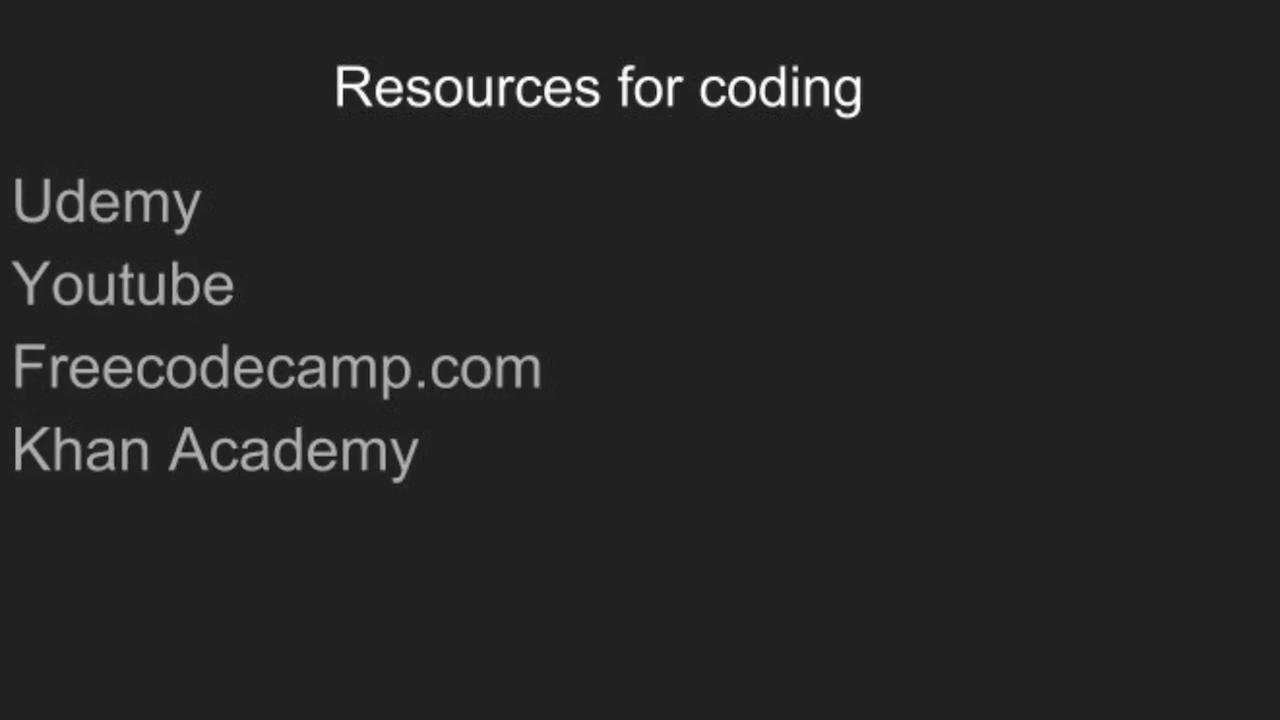 Resources for coding
Udemy
Youtube
Freecodecamp.com
Khan Academy